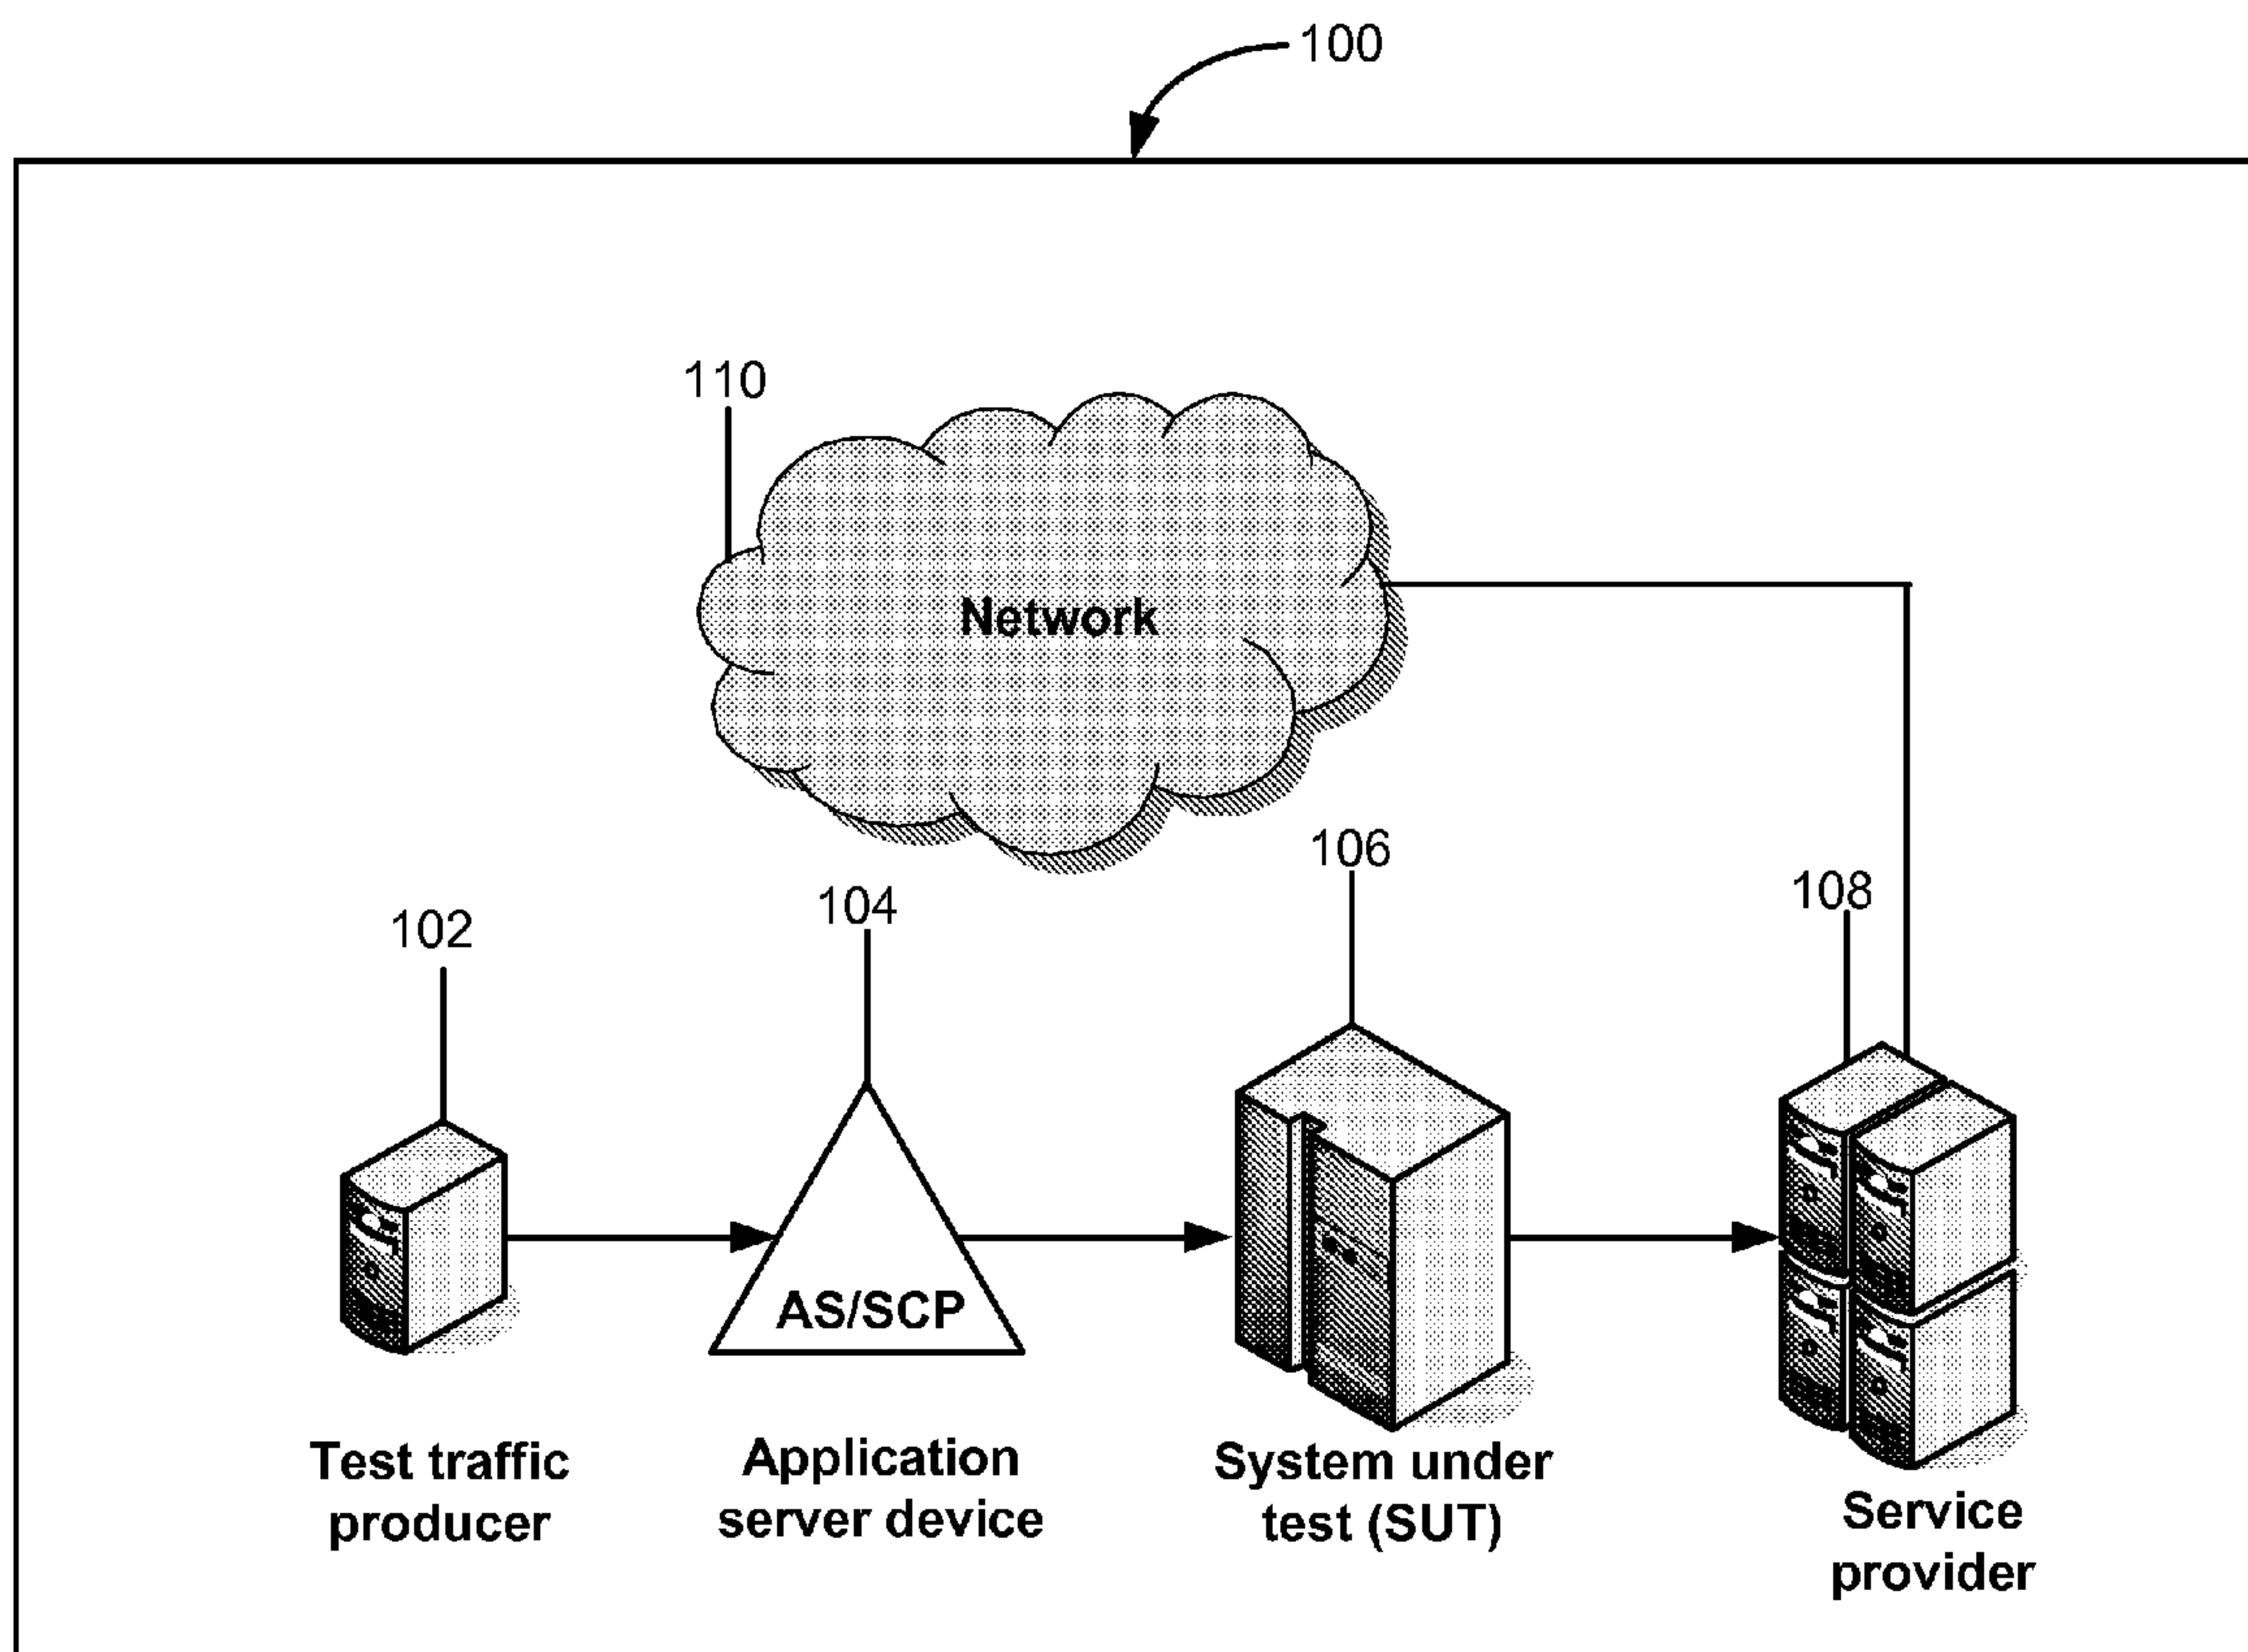 100
110
Network
106
108
104
102
AS/SCP
Test traffic
producer
Application
server device
System under
test (SUT)
Service
provider